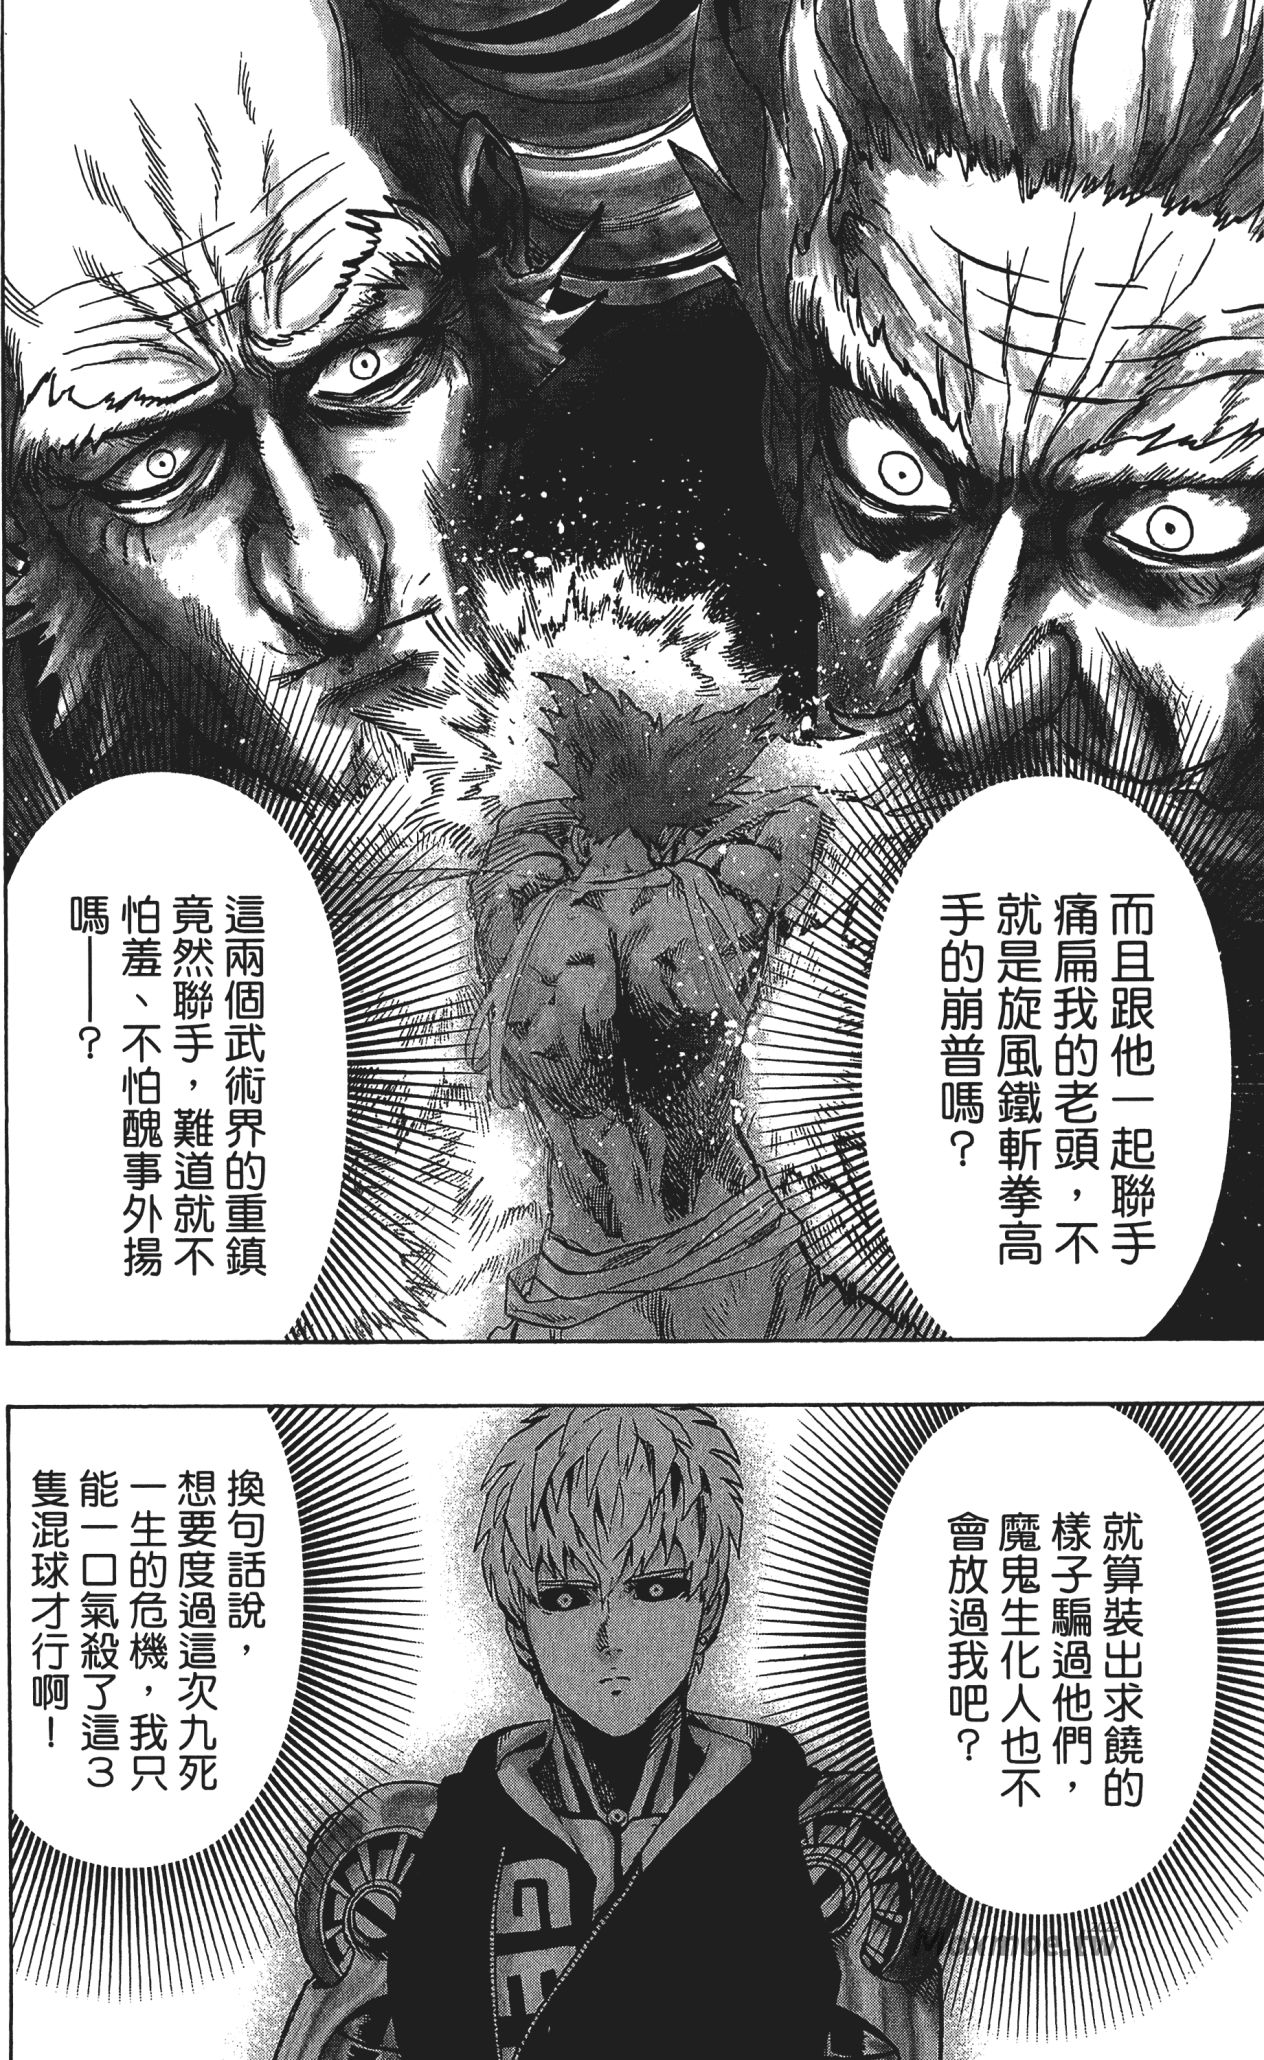 而且跟他一起聯手
痛扁我的老頭，不
就是旋風鐵斬拳高
手的崩普嗎？
這兩個武術界的重鎮
竟然聯手，難道就不
怕羞、不怕醜事外揚
嗎——？
就算裝出求饒的
樣子騙過他們，
魔鬼生化人也不
會放過我吧？
換句話說，
想要度過這次九死
一生的危機，我只
能一口氣殺了這3
隻混球才行啊！
Moxmoe.tw